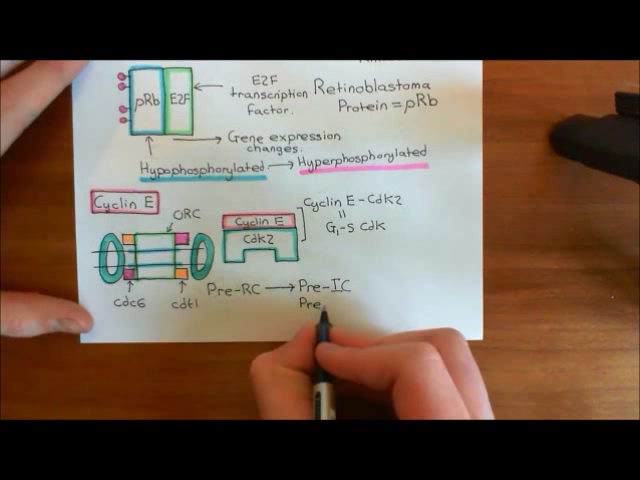 pRb
E2F
E2F
transcription
factor.
Retinoblastoma
Protein = pRb
Gene expression
changes.
Hypophosphorylated → Hyperphosphorylated
Cyclin E
ORC
cdc6
cdt1
Cyclin E
Cdk2
Cyclin E-Cdk2
=
G1-S Cdk
Pre-RC → Pre-IC
Pre